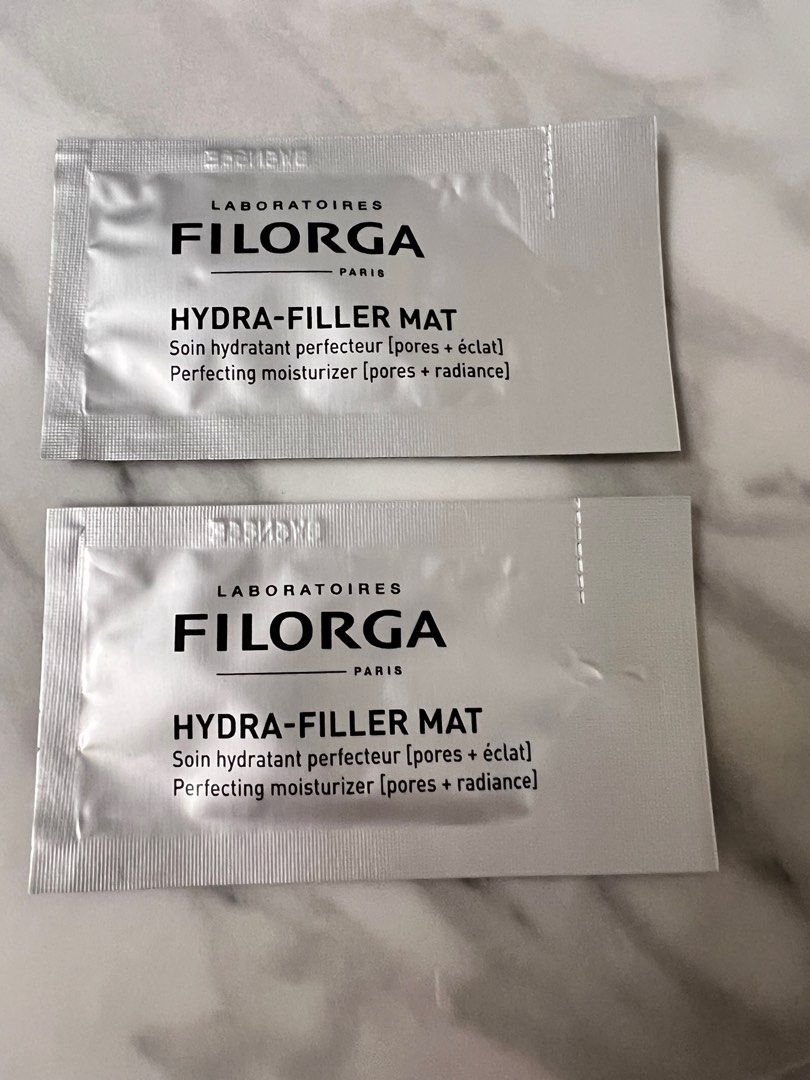 LABORATOIRES
FILORGA
PARIS
HYDRA-FILLER MAT
Soin hydratant perfecteur [pores + éclat]
Perfecting moisturizer [pores + radiance]
LABORATOIRES
FILORGA
PARIS
HYDRA-FILLER MAT
Soin hydratant perfecteur [pores + éclat]
Perfecting moisturizer [pores + radiance]